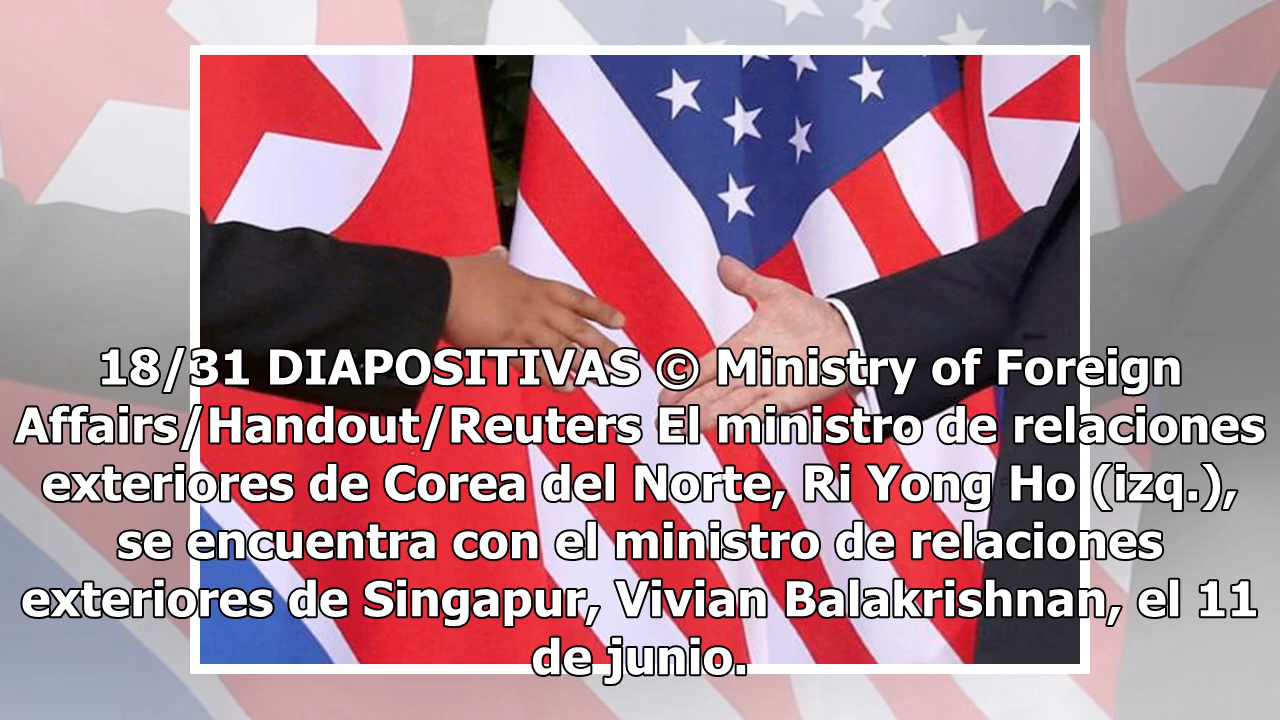 18/31 DIAPOSITIVAS © Ministry of Foreign
Affairs/Handout/Reuters El ministro de relaciones
exteriores de Corea del Norte, Ri Yong Ho (izq.),
se encuentra con el ministro de relaciones
exteriores de Singapur, Vivian Balakrishnan, el 11
de junio.